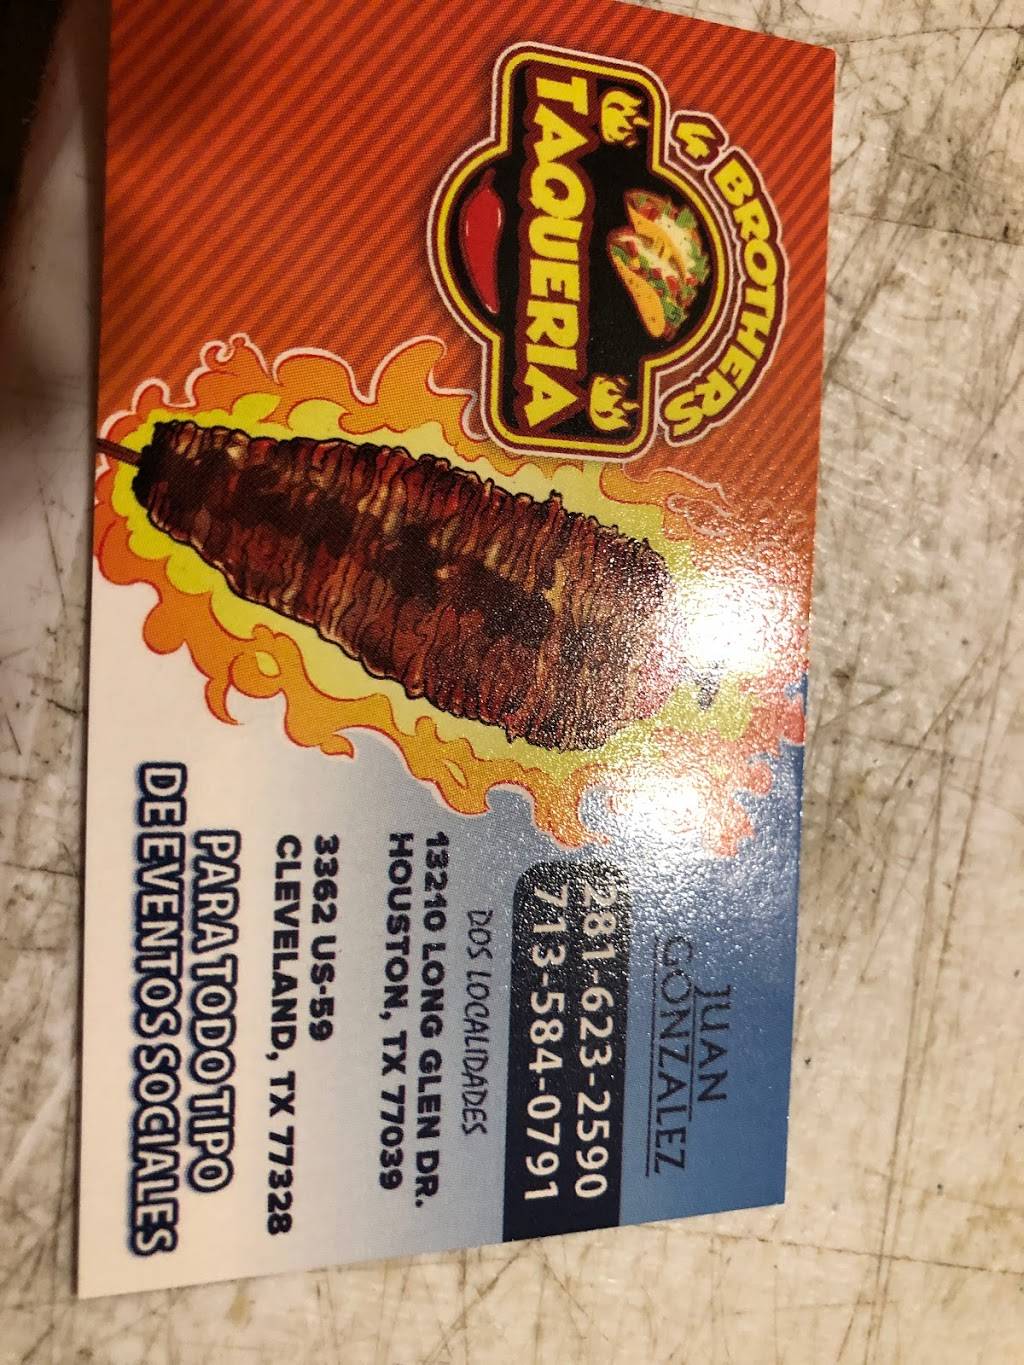 4 BROTHERS
TAQUERIA
JUAN
GONZALEZ
281-623-2590
713-584-0791
DOS LOCALIDADES
13210 LONG GLEN DR.
HOUSTON, TX 77039
3362 US-59
CLEVELAND, TX 77328
PARA TODO TIPO
DE EVENTOS SOCIALES